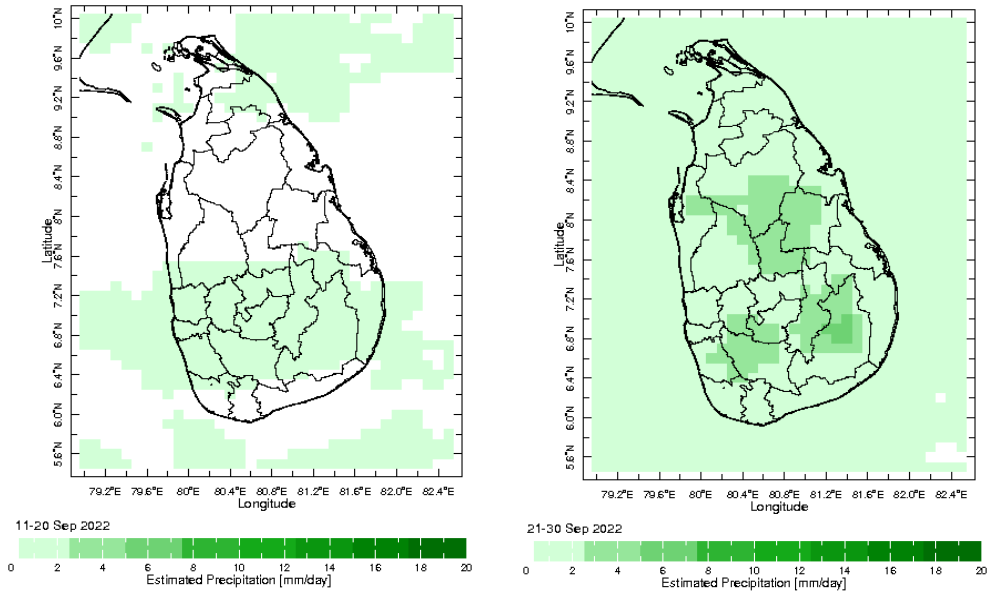 10°N
9.6°N
9.2°N
8.8°N
8.4°N
8°N
7.6°N
7.2°N
6.8°N
6.4°N
6.0°N
5.6°N
Latitude
79.2°E 79.6°E 80°E 80.4°E 80.8°E 81.2°E 81.6°E 82.0°E 82.4°E
Longitude
11-20 Sep 2022
0 2 4 6 8 10 12 14 16 18 20
Estimated Precipitation [mm/day]
10°N
9.6°N
9.2°N
8.8°N
8.4°N
8°N
7.6°N
7.2°N
6.8°N
6.4°N
6.0°N
5.6°N
Latitude
79.2°E 79.6°E 80°E 80.4°E 80.8°E 81.2°E 81.6°E 82.0°E 82.4°E
Longitude
21-30 Sep 2022
0 2 4 6 8 10 12 14 16 18 20
Estimated Precipitation [mm/day]